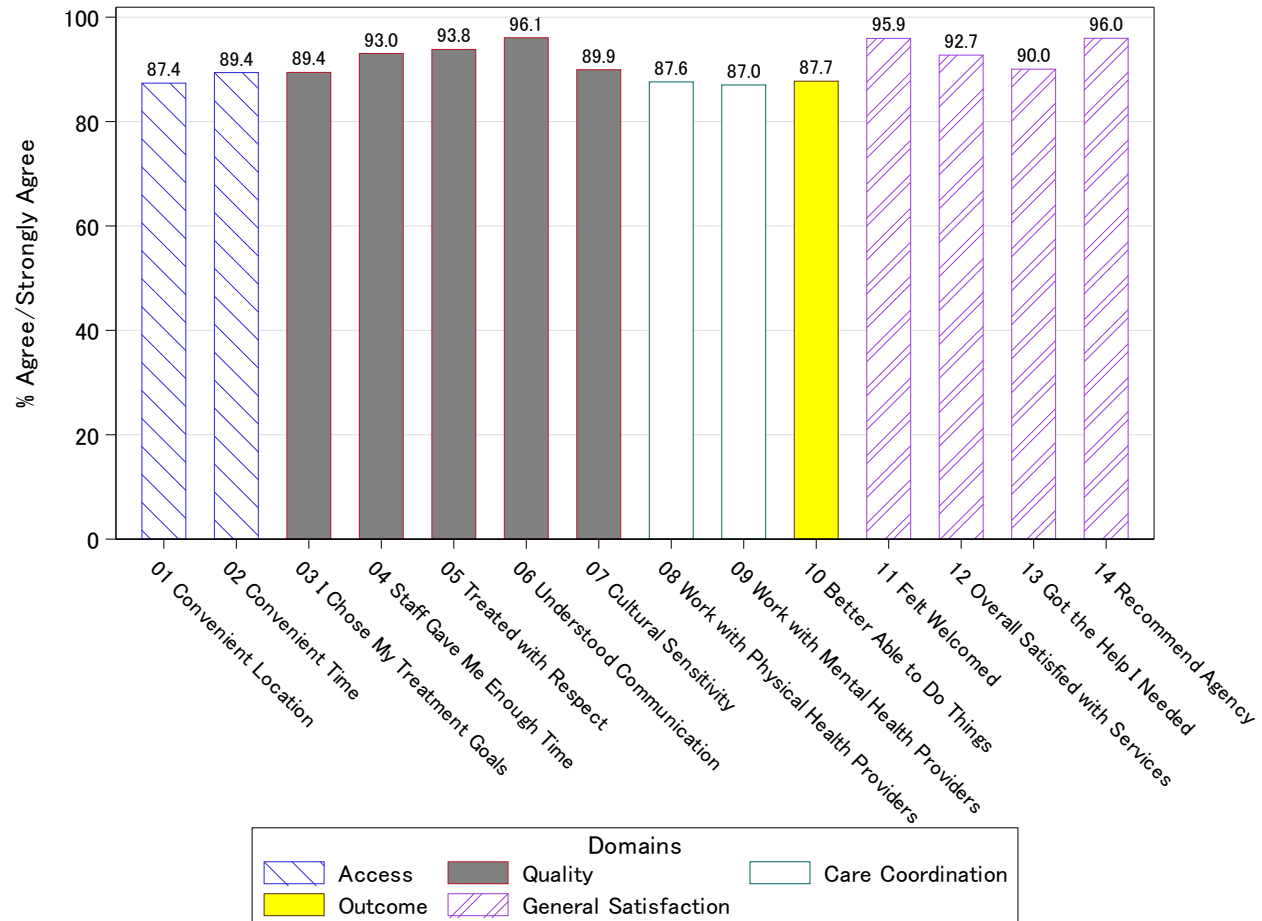 % Agree/Strongly Agree
100
80
60
40
20
0
87.4
89.4
89.4
93.0
93.8
96.1
89.9
87.6
87.0
87.7
95.9
92.7
90.0
96.0
01 Convenient Location
02 Convenient Time
03 I Chose My Treatment Goals
04 Staff Gave Me Enough Time
05 Treated with Respect
06 Understood Communication
07 Cultural Sensitivity
08 Work with Physical Health Providers
09 Work with Mental Health Providers
10 Better Able to Do Things
11 Felt Welcomed
12 Overall Satisfied with Services
13 Got the Help I Needed
14 Recommend Agency
Domains
Access Quality Care Coordination
Outcome General Satisfaction